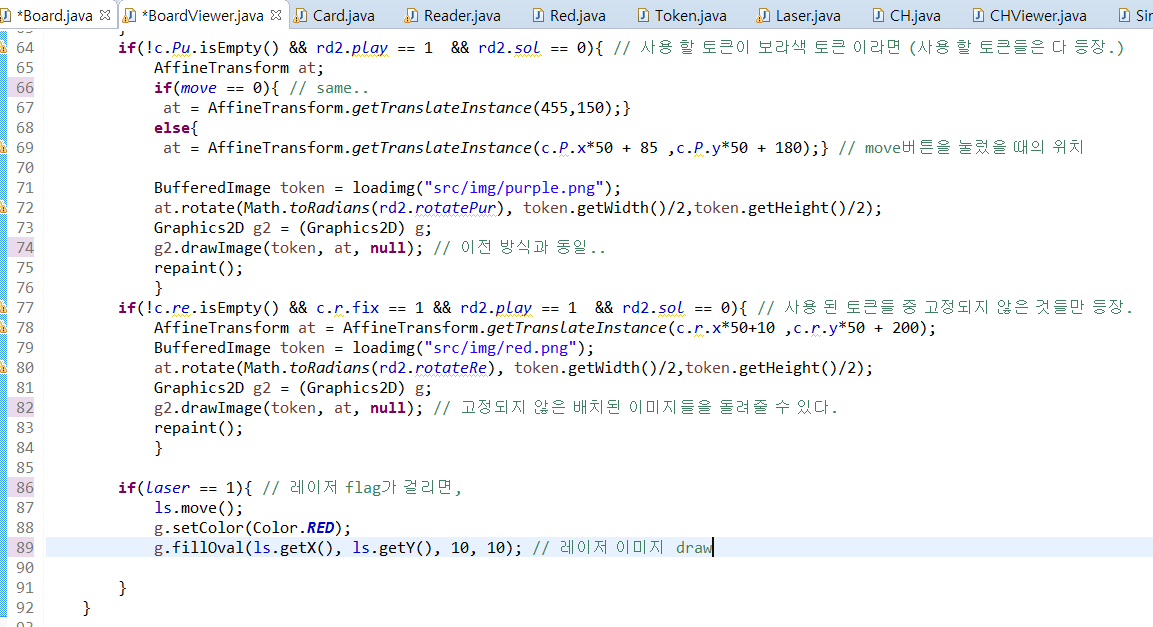 *Board.java *BoardViewer.java Card.java Reader.java Red.java Token.java Laser.java CH.java CHViewer.java Sir
64 if(!c.Pu.isEmpty() && rd2.play == 1  && rd2.sol == 0){ // 사용 할 토큰이 보라색 토큰 이라면 (사용 할 토큰들은 다 등장.)
65 AffineTransform at;
66 if(move == 0){ // same..
67 at = AffineTransform.getTranslateInstance(455,150);}
68 else{
69 at = AffineTransform.getTranslateInstance(c.P.x*50 + 85 ,c.P.y*50 + 180);} // move버튼을 눌렀을 때의 위치
70
71 BufferedImage token = loadimg("src/img/purple.png");
72 at.rotate(Math.toRadians(rd2.rotatePur), token.getWidth()/2,token.getHeight()/2);
73 Graphics2D g2 = (Graphics2D) g;
74 g2.drawImage(token, at, null); // 이전 방식과 동일..
75 repaint();
76 }
77 if(!c.re.isEmpty() && c.r.fix == 1 && rd2.play == 1  && rd2.sol == 0){ // 사용 된 토큰들 중 고정되지 않은 것들만 등장.
78 AffineTransform at = AffineTransform.getTranslateInstance(c.r.x*50+10 ,c.r.y*50 + 200);
79 BufferedImage token = loadimg("src/img/red.png");
80 at.rotate(Math.toRadians(rd2.rotateRe), token.getWidth()/2,token.getHeight()/2);
81 Graphics2D g2 = (Graphics2D) g;
82 g2.drawImage(token, at, null); // 고정되지 않은 배치된 이미지들을 돌려줄 수 있다.
83 repaint();
84 }
85
86 if(laser == 1){ // 레이저 flag가 걸리면,
87 ls.move();
88 g.setColor(Color.RED);
89 g.fillOval(ls.getX(), ls.getY(), 10, 10); // 레이저 이미지 draw
90
91 }
92 }